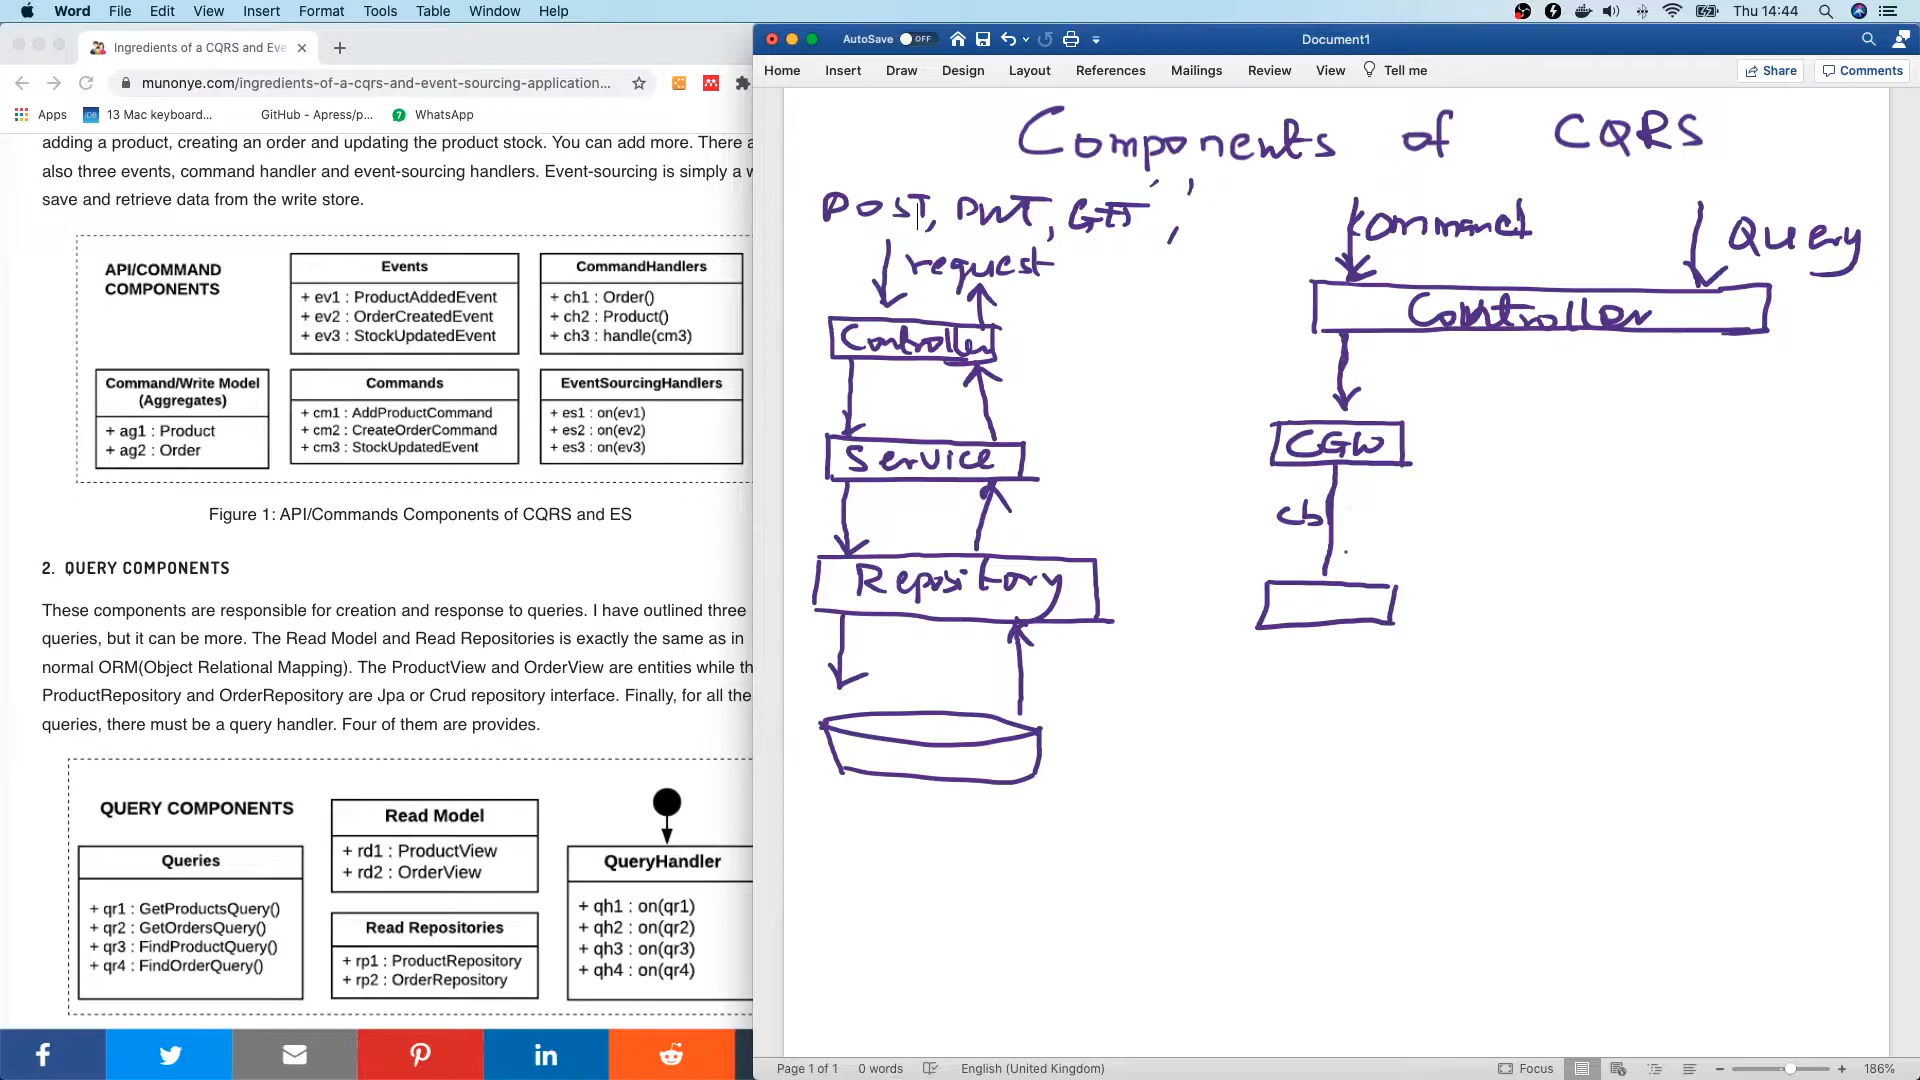 Word File Edit View Insert Format Tools Table Window Help Thu 14:44
Ingredients of a CQRS and Eve
munonye.com/ingredients-of-a-cqrs-and-event-sourcing-application...
Apps 13 Mac keyboard... GitHub - Apress/p... 7 WhatsApp
adding a product, creating an order and updating the product stock. You can add more. There a
also three events, command handler and event-sourcing handlers. Event-sourcing is simply a w
save and retrieve data from the write store.
API/COMMAND
COMPONENTS
Events
+ ev1 : ProductAddedEvent
+ ev2 : OrderCreatedEvent
+ ev3 : StockUpdatedEvent
CommandHandlers
+ ch1 : Order()
+ ch2 : Product()
+ ch3 : handle(cm3)
Command/Write Model
(Aggregates)
+ ag1 : Product
+ ag2 : Order
Commands
+ cm1 : AddProductCommand
+ cm2 : CreateOrderCommand
+ cm3 : StockUpdatedEvent
EventSourcingHandlers
+ es1 : on(ev1)
+ es2 : on(ev2)
+ es3 : on(ev3)
Figure 1: API/Commands Components of CQRS and ES
2. QUERY COMPONENTS
These components are responsible for creation and response to queries. I have outlined three
queries, but it can be more. The Read Model and Read Repositories is exactly the same as in
normal ORM(Object Relational Mapping). The ProductView and OrderView are entities while th
ProductRepository and OrderRepository are Jpa or Crud repository interface. Finally, for all the
queries, there must be a query handler. Four of them are provides.
QUERY COMPONENTS
Queries
+ qr1 : GetProductsQuery()
+ qr2 : GetOrdersQuery()
+ qr3 : FindProductQuery()
+ qr4 : FindOrderQuery()
Read Model
+ rd1 : ProductView
+ rd2 : OrderView
Read Repositories
+ rp1 : ProductRepository
+ rp2 : OrderRepository
QueryHandler
+ qh1 : on(qr1)
+ qh2 : on(qr2)
+ qh3 : on(qr3)
+ qh4 : on(qr4)
AutoSave OFF Document1
Home Insert Draw Design Layout References Mailings Review View Tell me Share Comments
Components of CQRS
POST, PUT, GET,
request
Controller
Service
Repository
Command Query
Controller
CGW
cb
Page 1 of 1 0 words English (United Kingdom) Focus 186%